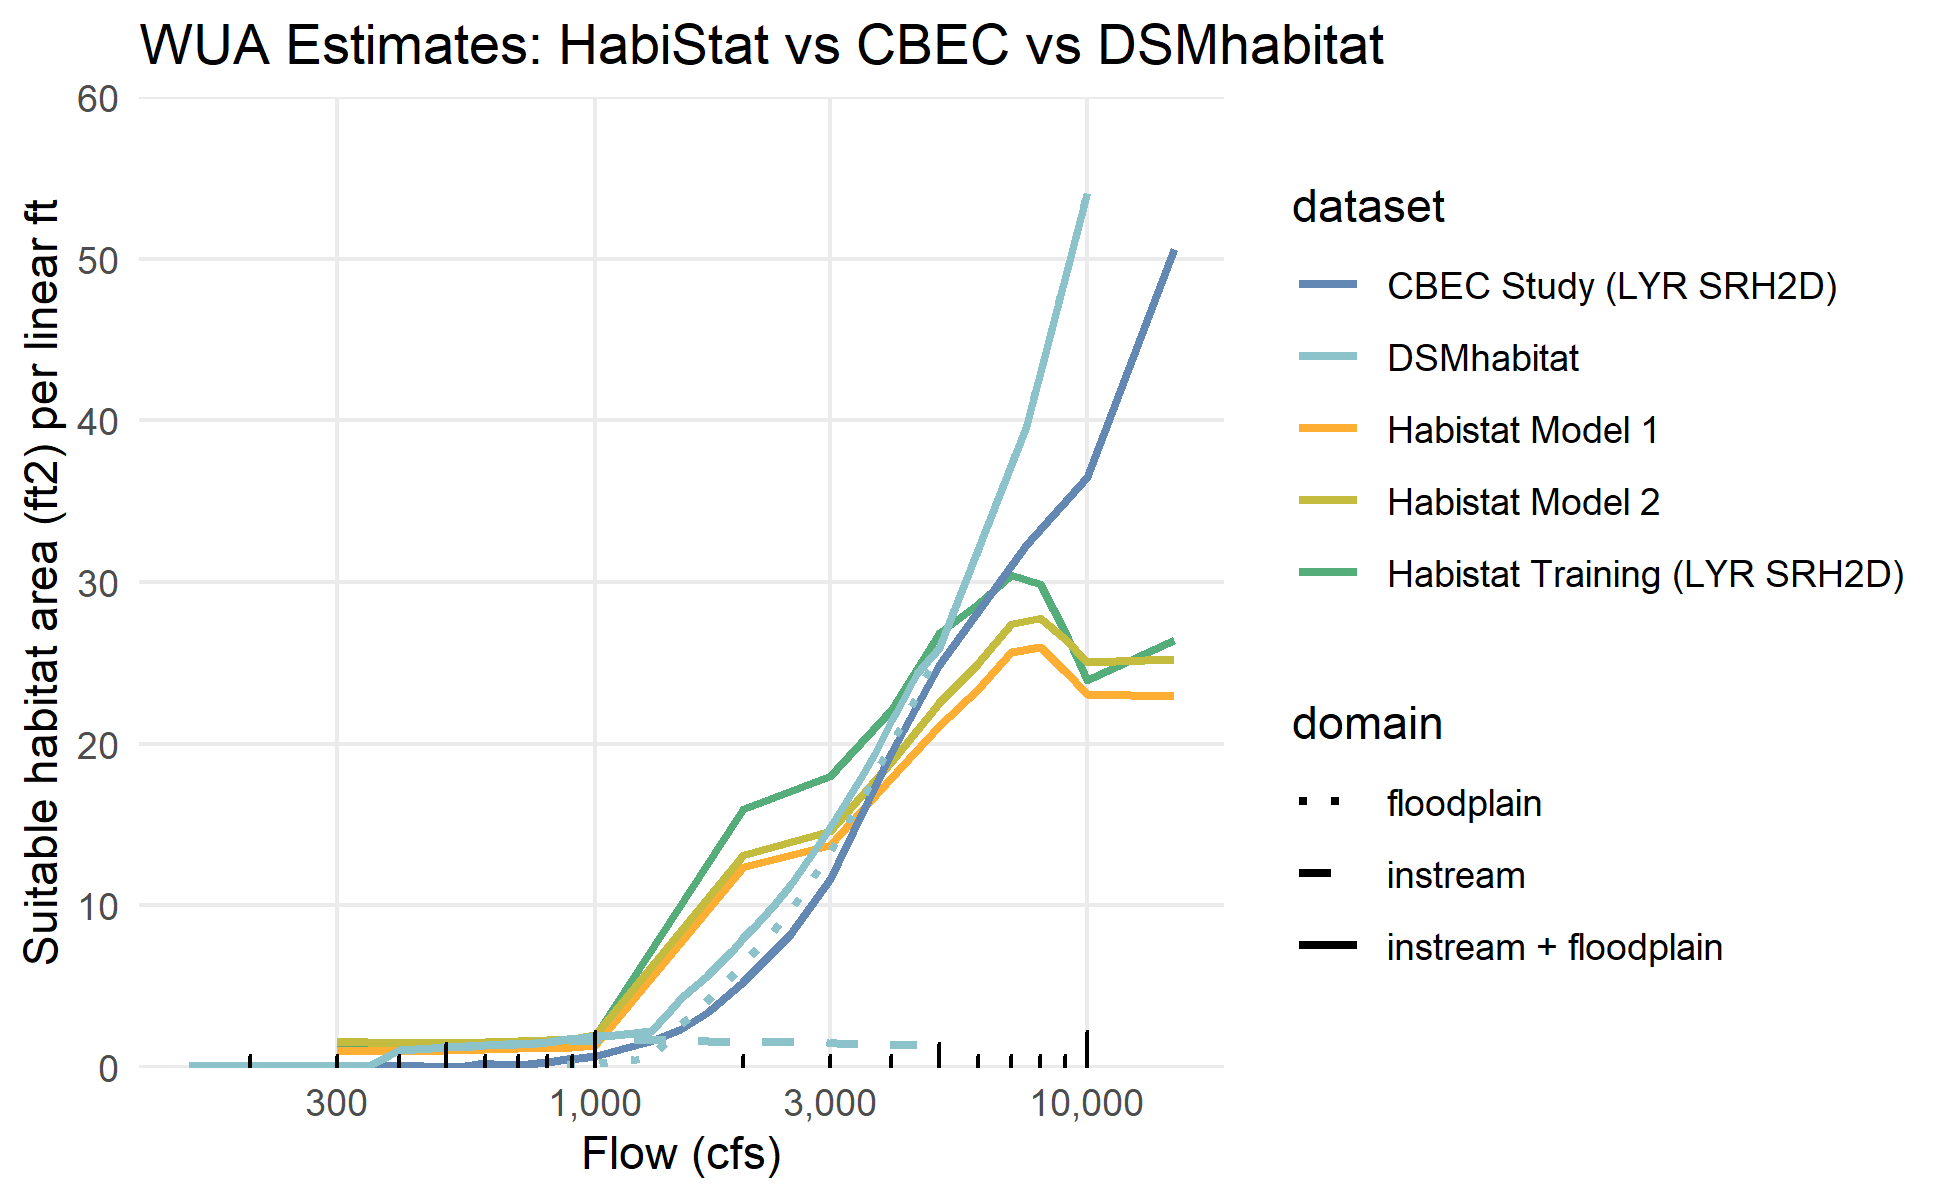 WUA Estimates: HabiStat vs CBEC vs DSMhabitat
Suitable habitat area (ft2) per linear ft
60
50
40
30
20
10
0
300
1,000
3,000
10,000
Flow (cfs)
dataset
CBEC Study (LYR SRH2D)
DSMhabitat
Habistat Model 1
Habistat Model 2
Habistat Training (LYR SRH2D)
domain
floodplain
instream
instream + floodplain